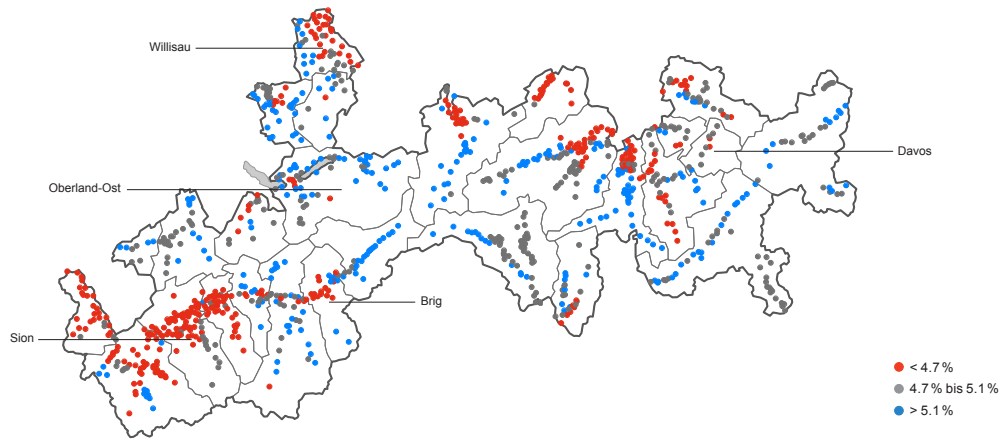 Willisau
Davos
Oberland-Ost
Brig
Sion
< 4.7 %
4.7 % bis 5.1 %
> 5.1 %